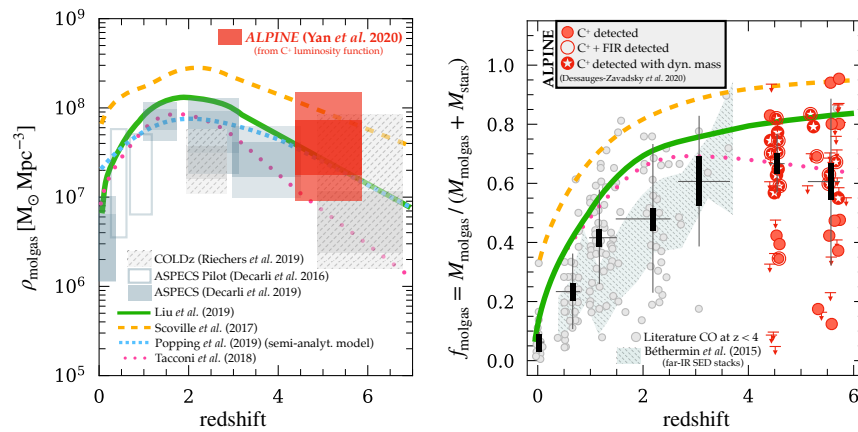 ALPINE (Yan et al. 2020)
(from C⁺ luminosity function)
10⁹
10⁸
10⁷
10⁶
10⁵
ρmolgas [M⊙ Mpc⁻³]
COLDz (Riechers et al. 2019)
ASPECS Pilot (Decarli et al. 2016)
ASPECS (Decarli et al. 2019)
Liu et al. (2019)
Scoville et al. (2017)
Popping et al. (2019) (semi-analyt. model)
Tacconi et al. (2018)
0 2 4 6
redshift
ALPINE
C⁺ detected
C⁺ + FIR detected
C⁺ detected with dyn. mass
(Dessauges-Zavadsky et al. 2020)
1.0
0.8
0.6
0.4
0.2
0.0
fmolgas = Mmolgas / (Mmolgas + Mstars)
Literature CO at z < 4
Béthermin et al. (2015)
(far-IR SED stacks)
0 1 2 3 4 5 6
redshift